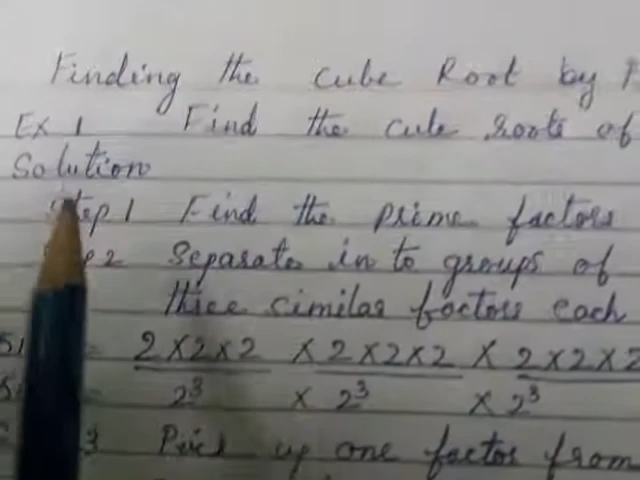 Finding the cube Root by
Ex 1 Find the cube roots of
Solution
Step 1 Find the prime factors
2 Separate in to groups of
three similar factors each
= 2 x 2 x 2 x 2 x 2 x 2 x 2 x 2 x 2
2³ x 2³ x 2³
3 Pick up one factor from